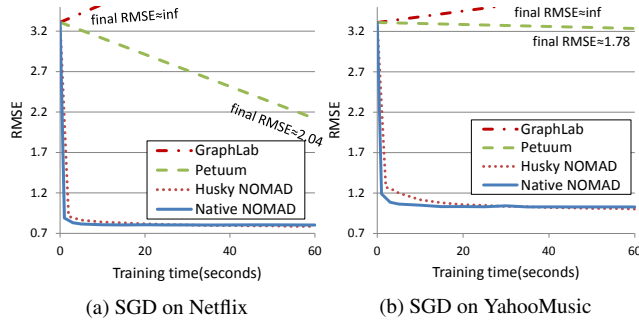 final RMSE≈inf
3.2
2.7
2.2
1.7
1.2
0.7
RMSE
final RMSE≈2.04
GraphLab
Petuum
Husky NOMAD
Native NOMAD
0 20 40 60
Training time(seconds)
(a) SGD on Netflix
final RMSE≈inf
3.2
2.7
2.2
1.7
1.2
0.7
RMSE
final RMSE≈1.78
GraphLab
Petuum
Husky NOMAD
Native NOMAD
0 20 40 60
Training time(seconds)
(b) SGD on YahooMusic